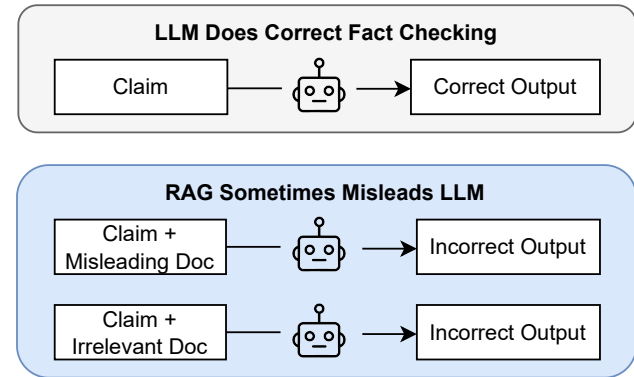 LLM Does Correct Fact Checking
Claim
Correct Output
RAG Sometimes Misleads LLM
Claim +
Misleading Doc
Incorrect Output
Claim +
Irrelevant Doc
Incorrect Output